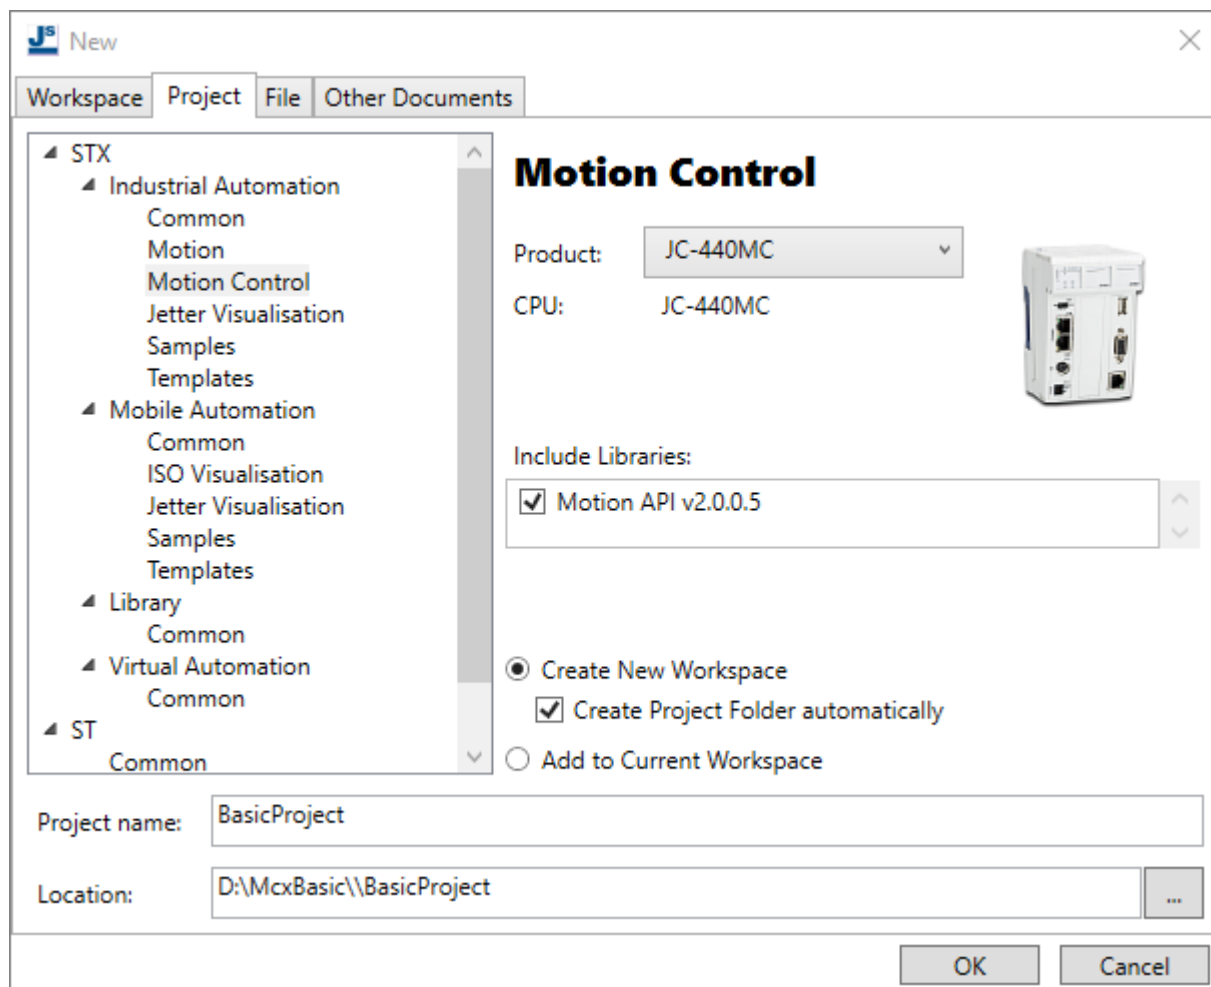 JS New
Workspace Project File Other Documents
STX
Industrial Automation
Common
Motion
Motion Control
Jetter Visualisation
Samples
Templates
Mobile Automation
Common
ISO Visualisation
Jetter Visualisation
Samples
Templates
Library
Common
Virtual Automation
Common
ST
Common
Motion Control
Product: JC-440MC
CPU: JC-440MC
Include Libraries:
Motion API v2.0.0.5
Create New Workspace
Create Project Folder automatically
Add to Current Workspace
Project name: BasicProject
Location: D:\McxBasic\\BasicProject ...
OK Cancel